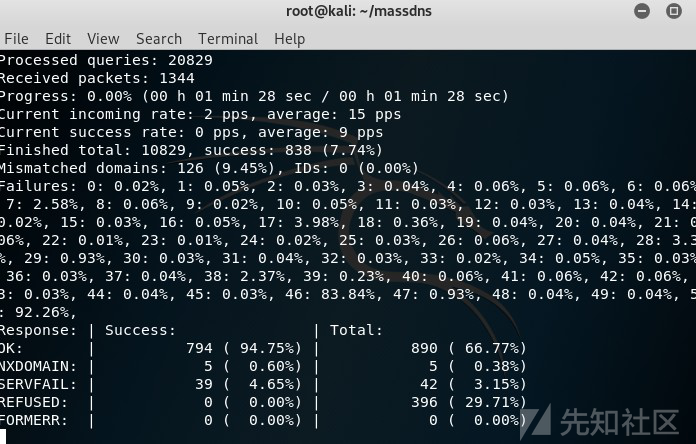 root@kali: ~/massdns
File Edit View Search Terminal Help
Processed queries: 20829
Received packets: 1344
Progress: 0.00% (00 h 01 min 28 sec / 00 h 01 min 28 sec)
Current incoming rate: 2 pps, average: 15 pps
Current success rate: 0 pps, average: 9 pps
Finished total: 10829, success: 838 (7.74%)
Mismatched domains: 126 (9.45%), IDs: 0 (0.00%)
Failures: 0: 0.02%, 1: 0.05%, 2: 0.03%, 3: 0.04%, 4: 0.06%, 5: 0.06%, 6: 0.06%
7: 2.58%, 8: 0.06%, 9: 0.02%, 10: 0.05%, 11: 0.03%, 12: 0.03%, 13: 0.04%, 14:
0.02%, 15: 0.03%, 16: 0.05%, 17: 3.98%, 18: 0.36%, 19: 0.04%, 20: 0.04%, 21: 0
06%, 22: 0.01%, 23: 0.01%, 24: 0.02%, 25: 0.03%, 26: 0.06%, 27: 0.04%, 28: 3.3
%, 29: 0.93%, 30: 0.03%, 31: 0.04%, 32: 0.03%, 33: 0.02%, 34: 0.05%, 35: 0.03%
36: 0.03%, 37: 0.04%, 38: 2.37%, 39: 0.23%, 40: 0.06%, 41: 0.06%, 42: 0.06%,
3: 0.03%, 44: 0.04%, 45: 0.03%, 46: 83.84%, 47: 0.93%, 48: 0.04%, 49: 0.04%, 5
: 92.26%,
Response: | Success: | Total:
OK: | 794 ( 94.75%) | 890 ( 66.77%)
NXDOMAIN: | 5 ( 0.60%) | 5 ( 0.38%)
SERVFAIL: | 39 ( 4.65%) | 42 ( 3.15%)
REFUSED: | 0 ( 0.00%) | 396 ( 29.71%)
FORMERR: | 0 ( 0.00%) | 0 ( 0.00%)
先知社区